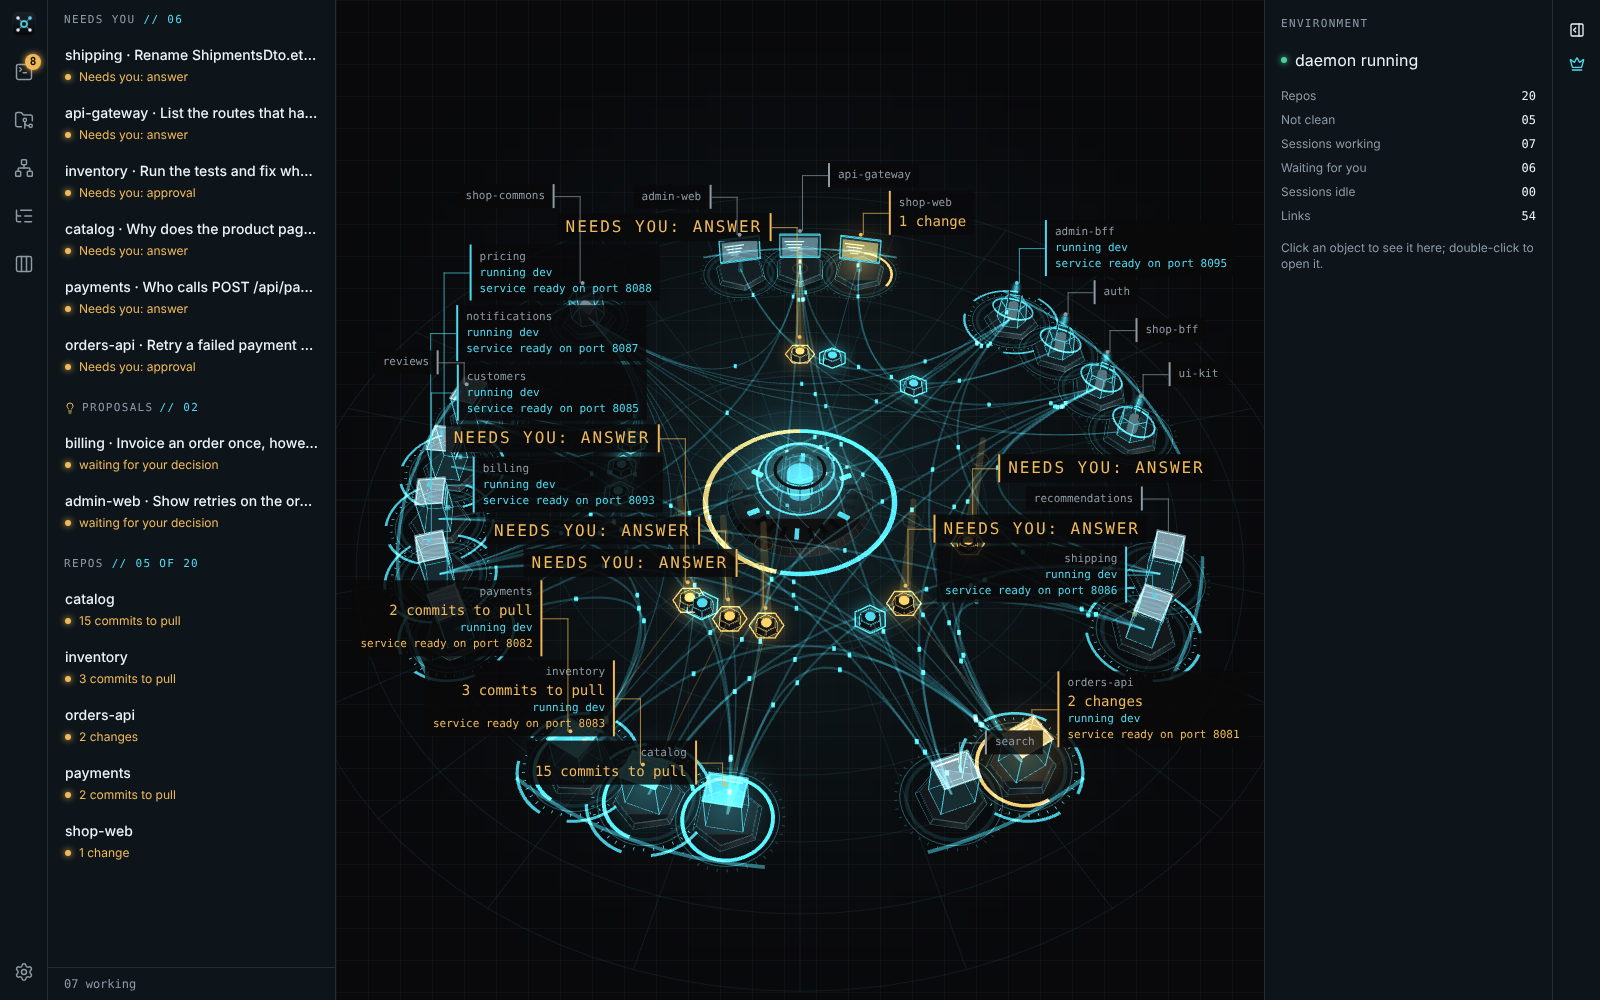 NEEDS YOU // 06
shipping · Rename ShipmentsDto.et...
Needs you: answer
api-gateway · List the routes that ha...
Needs you: answer
inventory · Run the tests and fix wh...
Needs you: approval
catalog · Why does the product pag...
Needs you: answer
payments · Who calls POST /api/pa...
Needs you: answer
orders-api · Retry a failed payment ...
Needs you: approval
PROPOSALS // 02
billing · Invoice an order once, howe...
waiting for your decision
admin-web · Show retries on the or...
waiting for your decision
REPOS // 05 OF 20
catalog
15 commits to pull
inventory
3 commits to pull
orders-api
2 changes
payments
2 commits to pull
shop-web
1 change
07 working
8
api-gateway
shop-commons
admin-web
shop-web
1 change
NEEDS YOU: ANSWER
admin-bff
running dev
service ready on port 8095
pricing
running dev
service ready on port 8088
auth
notifications
running dev
service ready on port 8087
shop-bff
reviews
customers
running dev
service ready on port 8085
ui-kit
NEEDS YOU: ANSWER
billing
running dev
service ready on port 8093
NEEDS YOU: ANSWER
recommendations
NEEDS YOU: ANSWER
NEEDS YOU: ANSWER
NEEDS YOU: ANSWER
shipping
running dev
service ready on port 8086
payments
2 commits to pull
running dev
service ready on port 8082
inventory
3 commits to pull
running dev
service ready on port 8083
orders-api
2 changes
running dev
service ready on port 8081
search
catalog
15 commits to pull
ENVIRONMENT
daemon running
Repos 20
Not clean 05
Sessions working 07
Waiting for you 06
Sessions idle 00
Links 54
Click an object to see it here; double-click to
open it.